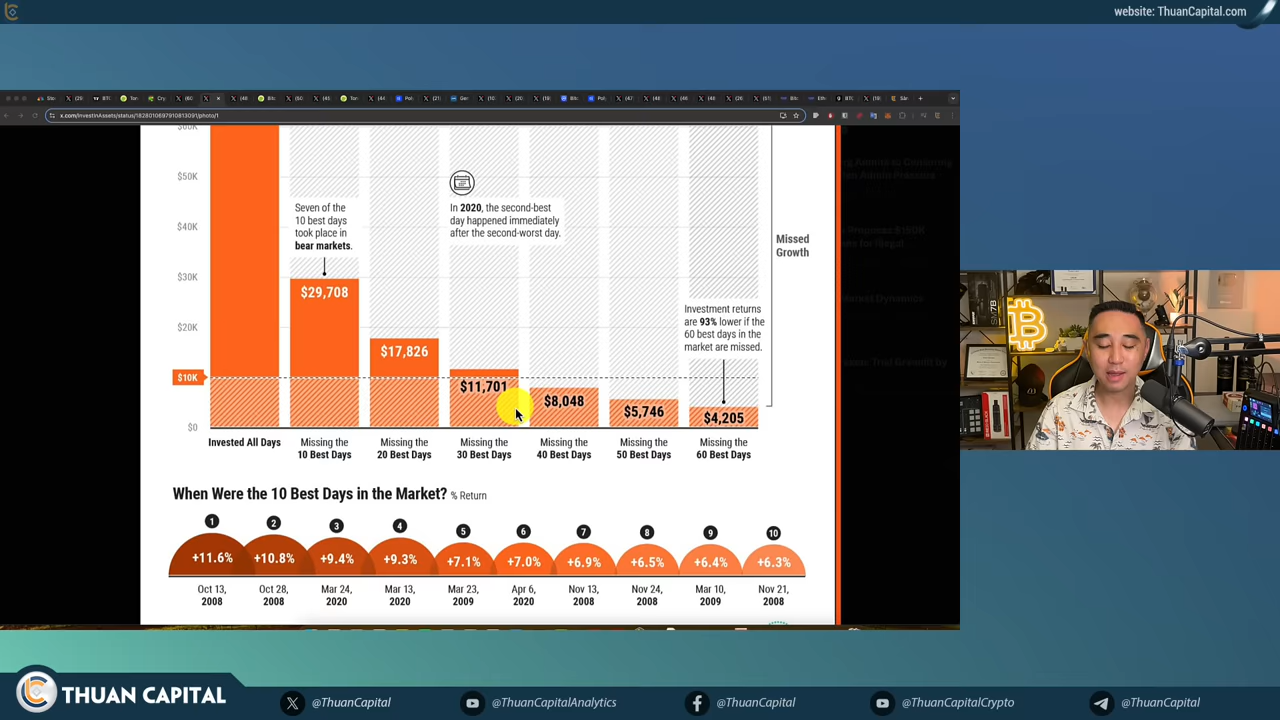 website: ThuanCapital.com
x.com/InvestInAssets/status/1828010697910813091/photo/1
$60K
$50K
$40K
$30K
$20K
$10K
$0
Seven of the
10 best days
took place in
bear markets.
In 2020, the second-best
day happened immediately
after the second-worst day.
Missed
Growth
Investment returns
are 93% lower if the
60 best days in the
market are missed.
$29,708
$17,826
$11,701
$8,048
$5,746
$4,205
Invested All Days
Missing the
10 Best Days
Missing the
20 Best Days
Missing the
30 Best Days
Missing the
40 Best Days
Missing the
50 Best Days
Missing the
60 Best Days
When Were the 10 Best Days in the Market? % Return
1 2 3 4 5 6 7 8 9 10
+11.6% +10.8% +9.4% +9.3% +7.1% +7.0% +6.9% +6.5% +6.4% +6.3%
Oct 13, Oct 28, Mar 24, Mar 13, Mar 23, Apr 6, Nov 13, Nov 24, Mar 10, Nov 21,
2008 2008 2020 2020 2009 2020 2008 2008 2009 2008
SM7B
THUAN CAPITAL
@ThuanCapital
@ThuanCapitalAnalytics
@ThuanCapital
@ThuanCapitalCrypto
@ThuanCapital